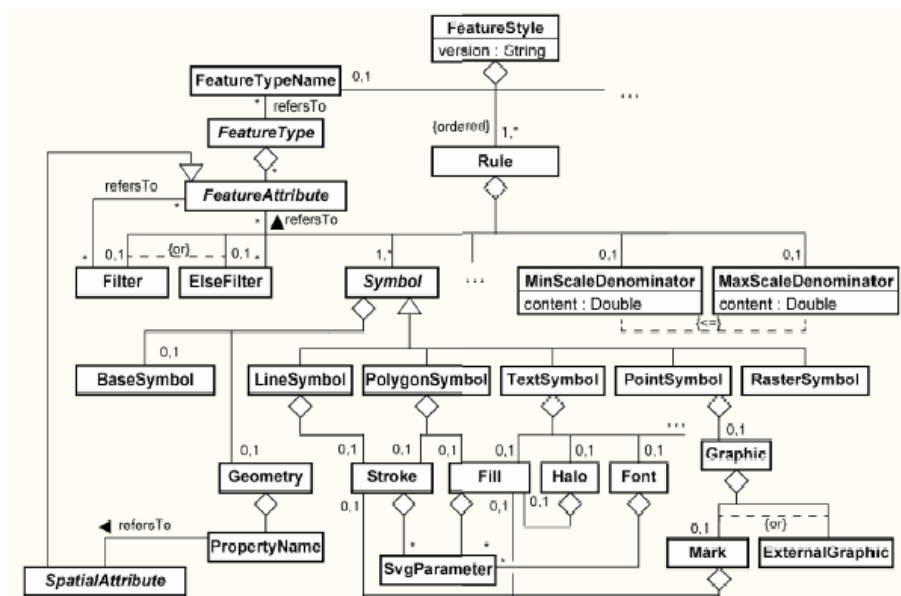 FeatureStyle
version : String
FeatureTypeName
0,1
...
*
refersTo
{ordered}
1,*
FeatureType
Rule
*
FeatureAttribute
refersTo
*
*
refersTo
*
0,1
{or}
0,1
*
1,*
...
0,1
0,1
Filter
ElseFilter
Symbol
MinScaleDenominator
content : Double
MaxScaleDenominator
content : Double
{<=}
0,1
BaseSymbol
LineSymbol
PolygonSymbol
TextSymbol
PointSymbol
RasterSymbol
...
0,1
0,1
0,1
0,1
0,1
0,1
0,1
0,1
Graphic
Geometry
Stroke
Fill
Halo
Font
0,1
0,1
0,1
refersTo
0,1
{or}
PropertyName
*
*
*
SvgParameter
Mark
ExternalGraphic
SpatialAttribute